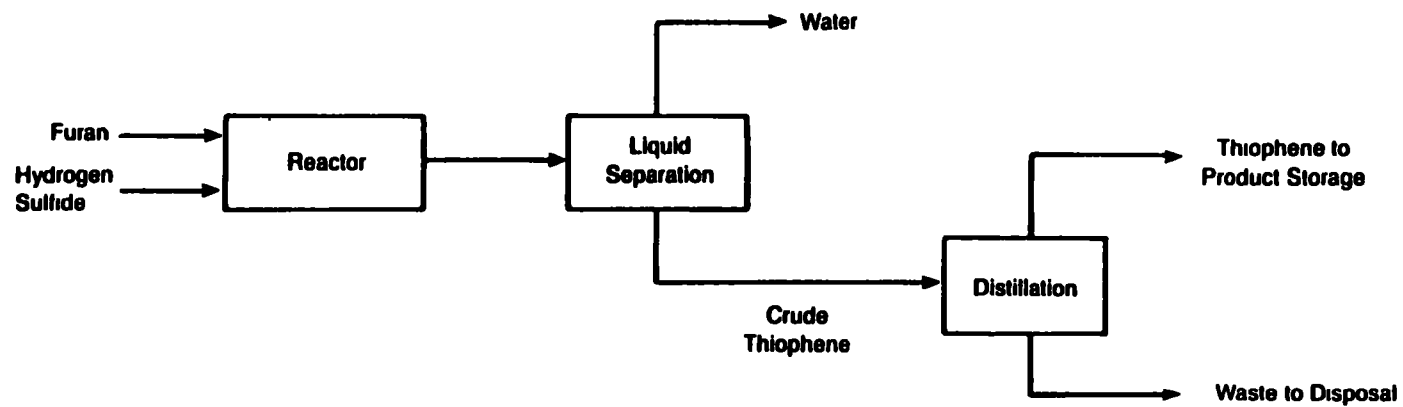 Water
Furan
Hydrogen
Sulfide
Reactor
Liquid
Separation
Thiophene to
Product Storage
Distillation
Crude
Thiophene
Waste to Disposal